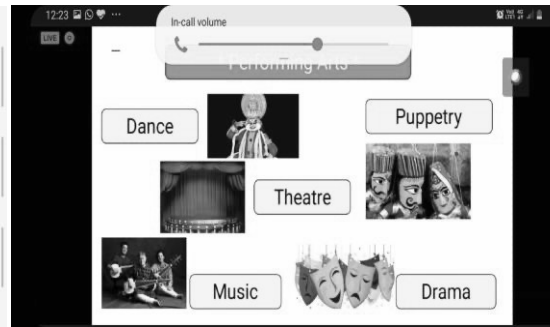 12:23
In-call volume
LIVE
Performing Arts
Dance
Puppetry
Theatre
Music
Drama